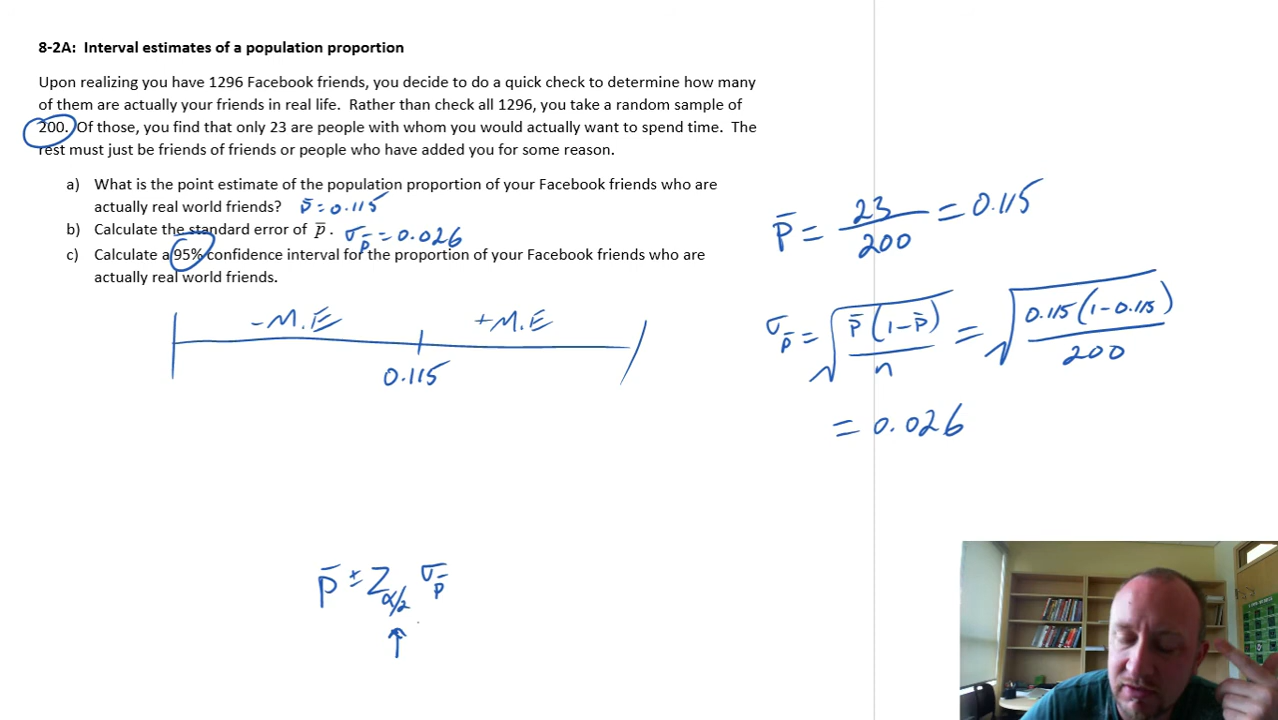 8-2A: Interval estimates of a population proportion
Upon realizing you have 1296 Facebook friends, you decide to do a quick check to determine how many
of them are actually your friends in real life. Rather than check all 1296, you take a random sample of
200. Of those, you find that only 23 are people with whom you would actually want to spend time. The
rest must just be friends of friends or people who have added you for some reason.
a) What is the point estimate of the population proportion of your Facebook friends who are
actually real world friends? p̄ = 0.115
b) Calculate the standard error of p̄. σp̄ = 0.026
c) Calculate a 95% confidence interval for the proportion of your Facebook friends who are
actually real world friends.
-M.E +M.E
0.115
p̄ ± Zα/2 σp̄
p̄ = 23/200 = 0.115
σp̄ = √(p̄(1-p̄)/n) = √(0.115(1-0.115)/200)
= 0.026